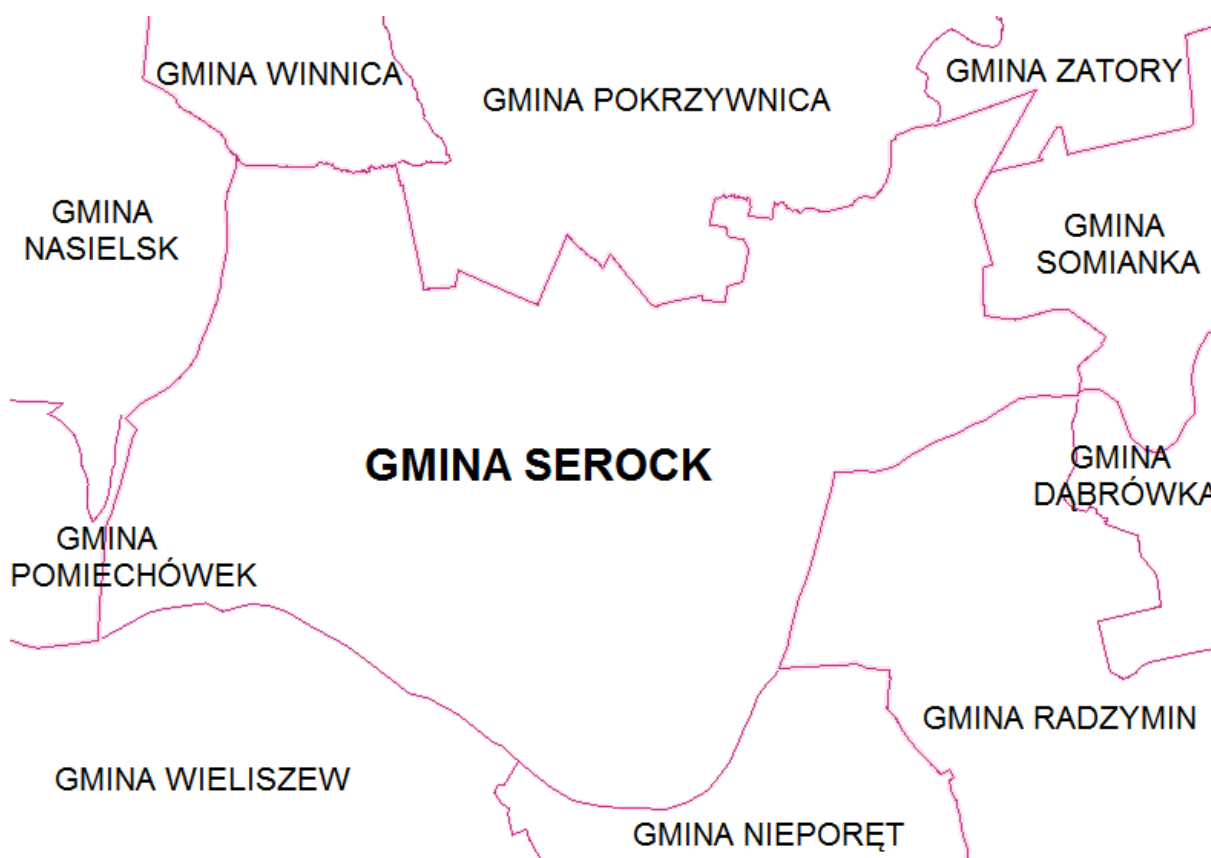 GMINA WINNICA
GMINA POKRZYWNICA
GMINA ZATORY
GMINA
NASIELSK
GMINA
SOMIANKA
GMINA SEROCK
GMINA
DĄBRÓWKA
GMINA
POMIECHÓWEK
GMINA RADZYMIN
GMINA WIELISZEW
GMINA NIEPORĘT